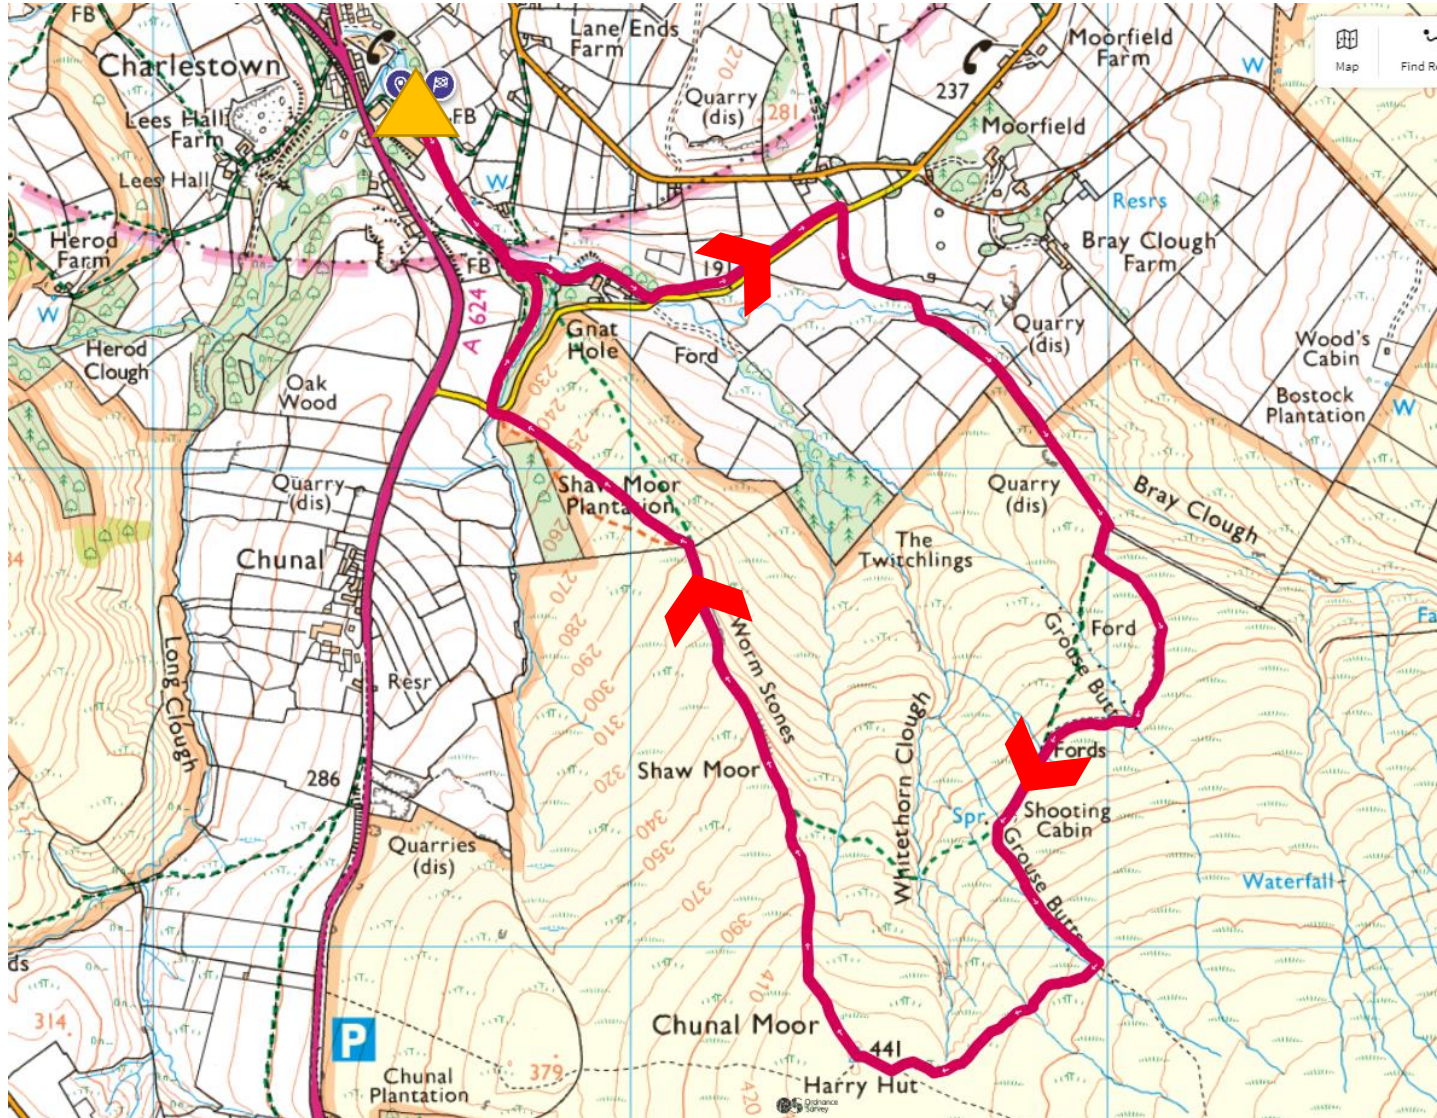 FB
Charlestown
Lane Ends
Farm
270
Moorfield
Farm
W
Map
Find R
237
Quarry
(dis)
281
Lees Hall
Farm
FB
Moorfield
Lees Hall
W
Resrs
Herod
Farm
FB
191
Bray Clough
Farm
W
A 624
Gnat
Hole
Ford
Quarry
(dis)
Herod
Clough
Wood's
Cabin
Oak
Wood
230
240
250
260
Bostock
Plantation
W
Quarry
(dis)
Shaw Moor
Plantation
Quarry
(dis)
Bray Clough
Chunal
The
Twitchlings
270
280
290
300
310
320
340
350
370
390
410
420
Worm Stones
Grouse Butts
Ford
Fa
Long Clough
Resr
Fords
286
Shaw Moor
Whitethorn Clough
Spr
Shooting
Cabin
Quarries
(dis)
Grouse Butts
Waterfall
ds
314
P
Chunal Moor
441
379
Harry Hut
Chunal
Plantation
Ordnance
Survey